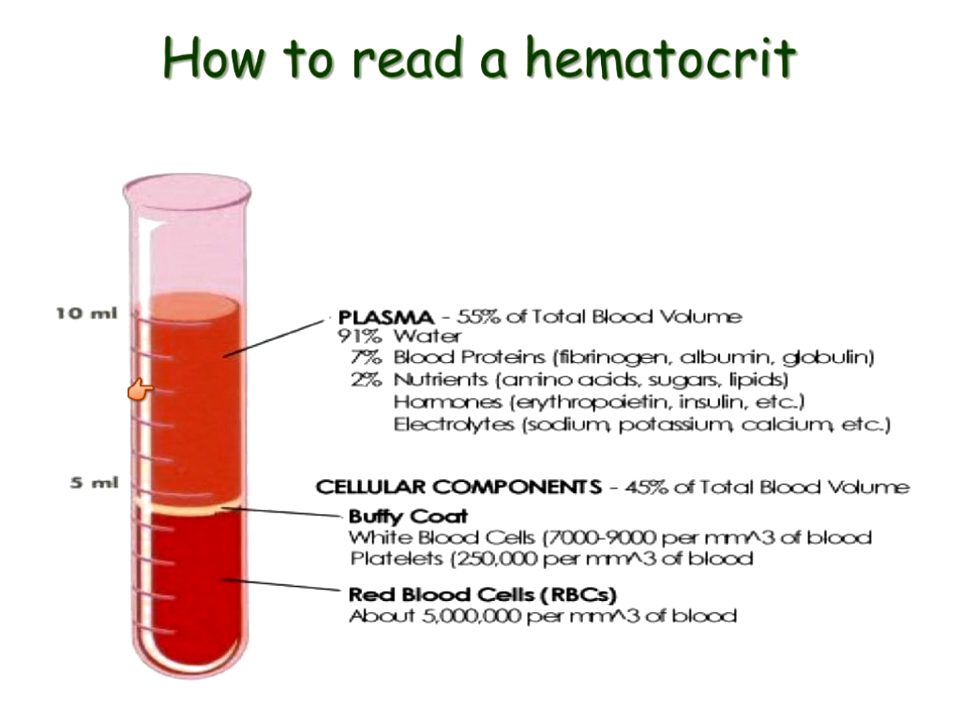 How to read a hematocrit
10 ml
PLASMA - 55% of Total Blood Volume
91% Water
7% Blood Proteins (fibrinogen, albumin, globulin)
2% Nutrients (amino acids, sugars, lipids)
Hormones (erythropoietin, insulin, etc.)
Electrolytes (sodium, potassium, calcium, etc.)
5 ml
CELLULAR COMPONENTS - 45% of Total Blood Volume
Buffy Coat
White Blood Cells (7000-9000 per mm^3 of blood
Platelets (250,000 per mm^3 of blood
Red Blood Cells (RBCs)
About 5,000,000 per mm^3 of blood